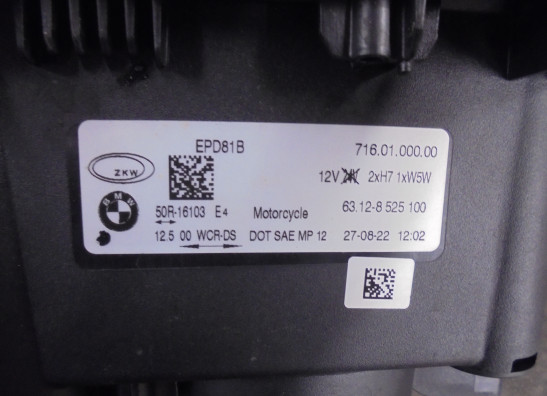 EPD81B 716.01.000.00
ZKW
12V 2xH7 1xW5W
BMW
50R-16103 E4 Motorcycle 63.12-8 525 100
12.5 00 WCR-DS DOT SAE MP 12 27-08-22 12:02